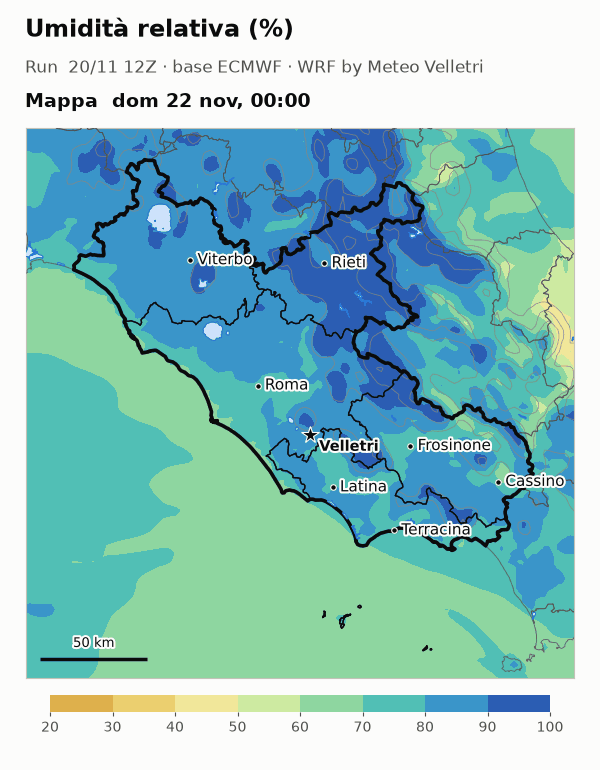 Umidità relativa (%)
Run  20/11 12Z · base ECMWF · WRF by Meteo Velletri
Mappa  dom 22 nov, 00:00
Viterbo
Rieti
Roma
Velletri
Frosinone
Latina
Cassino
Terracina
50 km
20 30 40 50 60 70 80 90 100